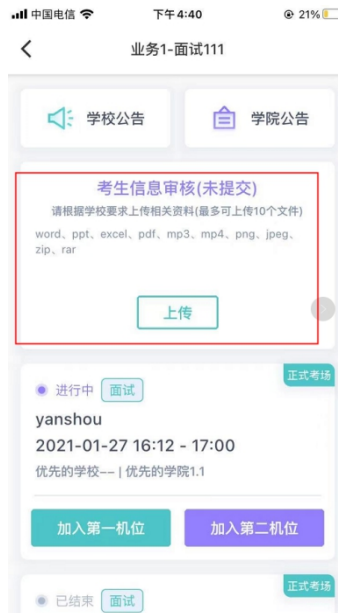 中国电信 下午4:40 21%
业务1-面试111
学校公告 学院公告
考生信息审核(未提交)
请根据学校要求上传相关资料(最多可上传10个文件)
word、ppt、excel、pdf、mp3、mp4、png、jpeg、
zip、rar
上传
正式考场
进行中 面试
yanshou
2021-01-27 16:12 - 17:00
优先的学校—— | 优先的学院1.1
加入第一机位 加入第二机位
正式考场
已结束 面试